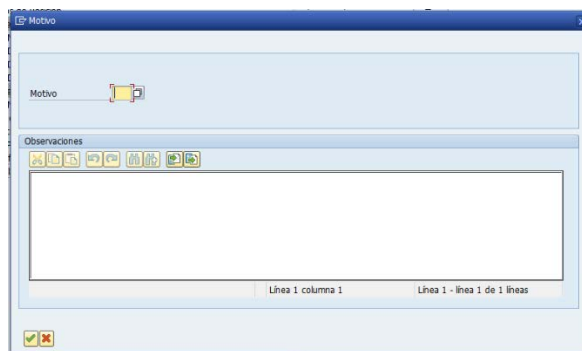 Motivo
Motivo
Observaciones
Línea 1 columna 1
Línea 1 - línea 1 de 1 líneas